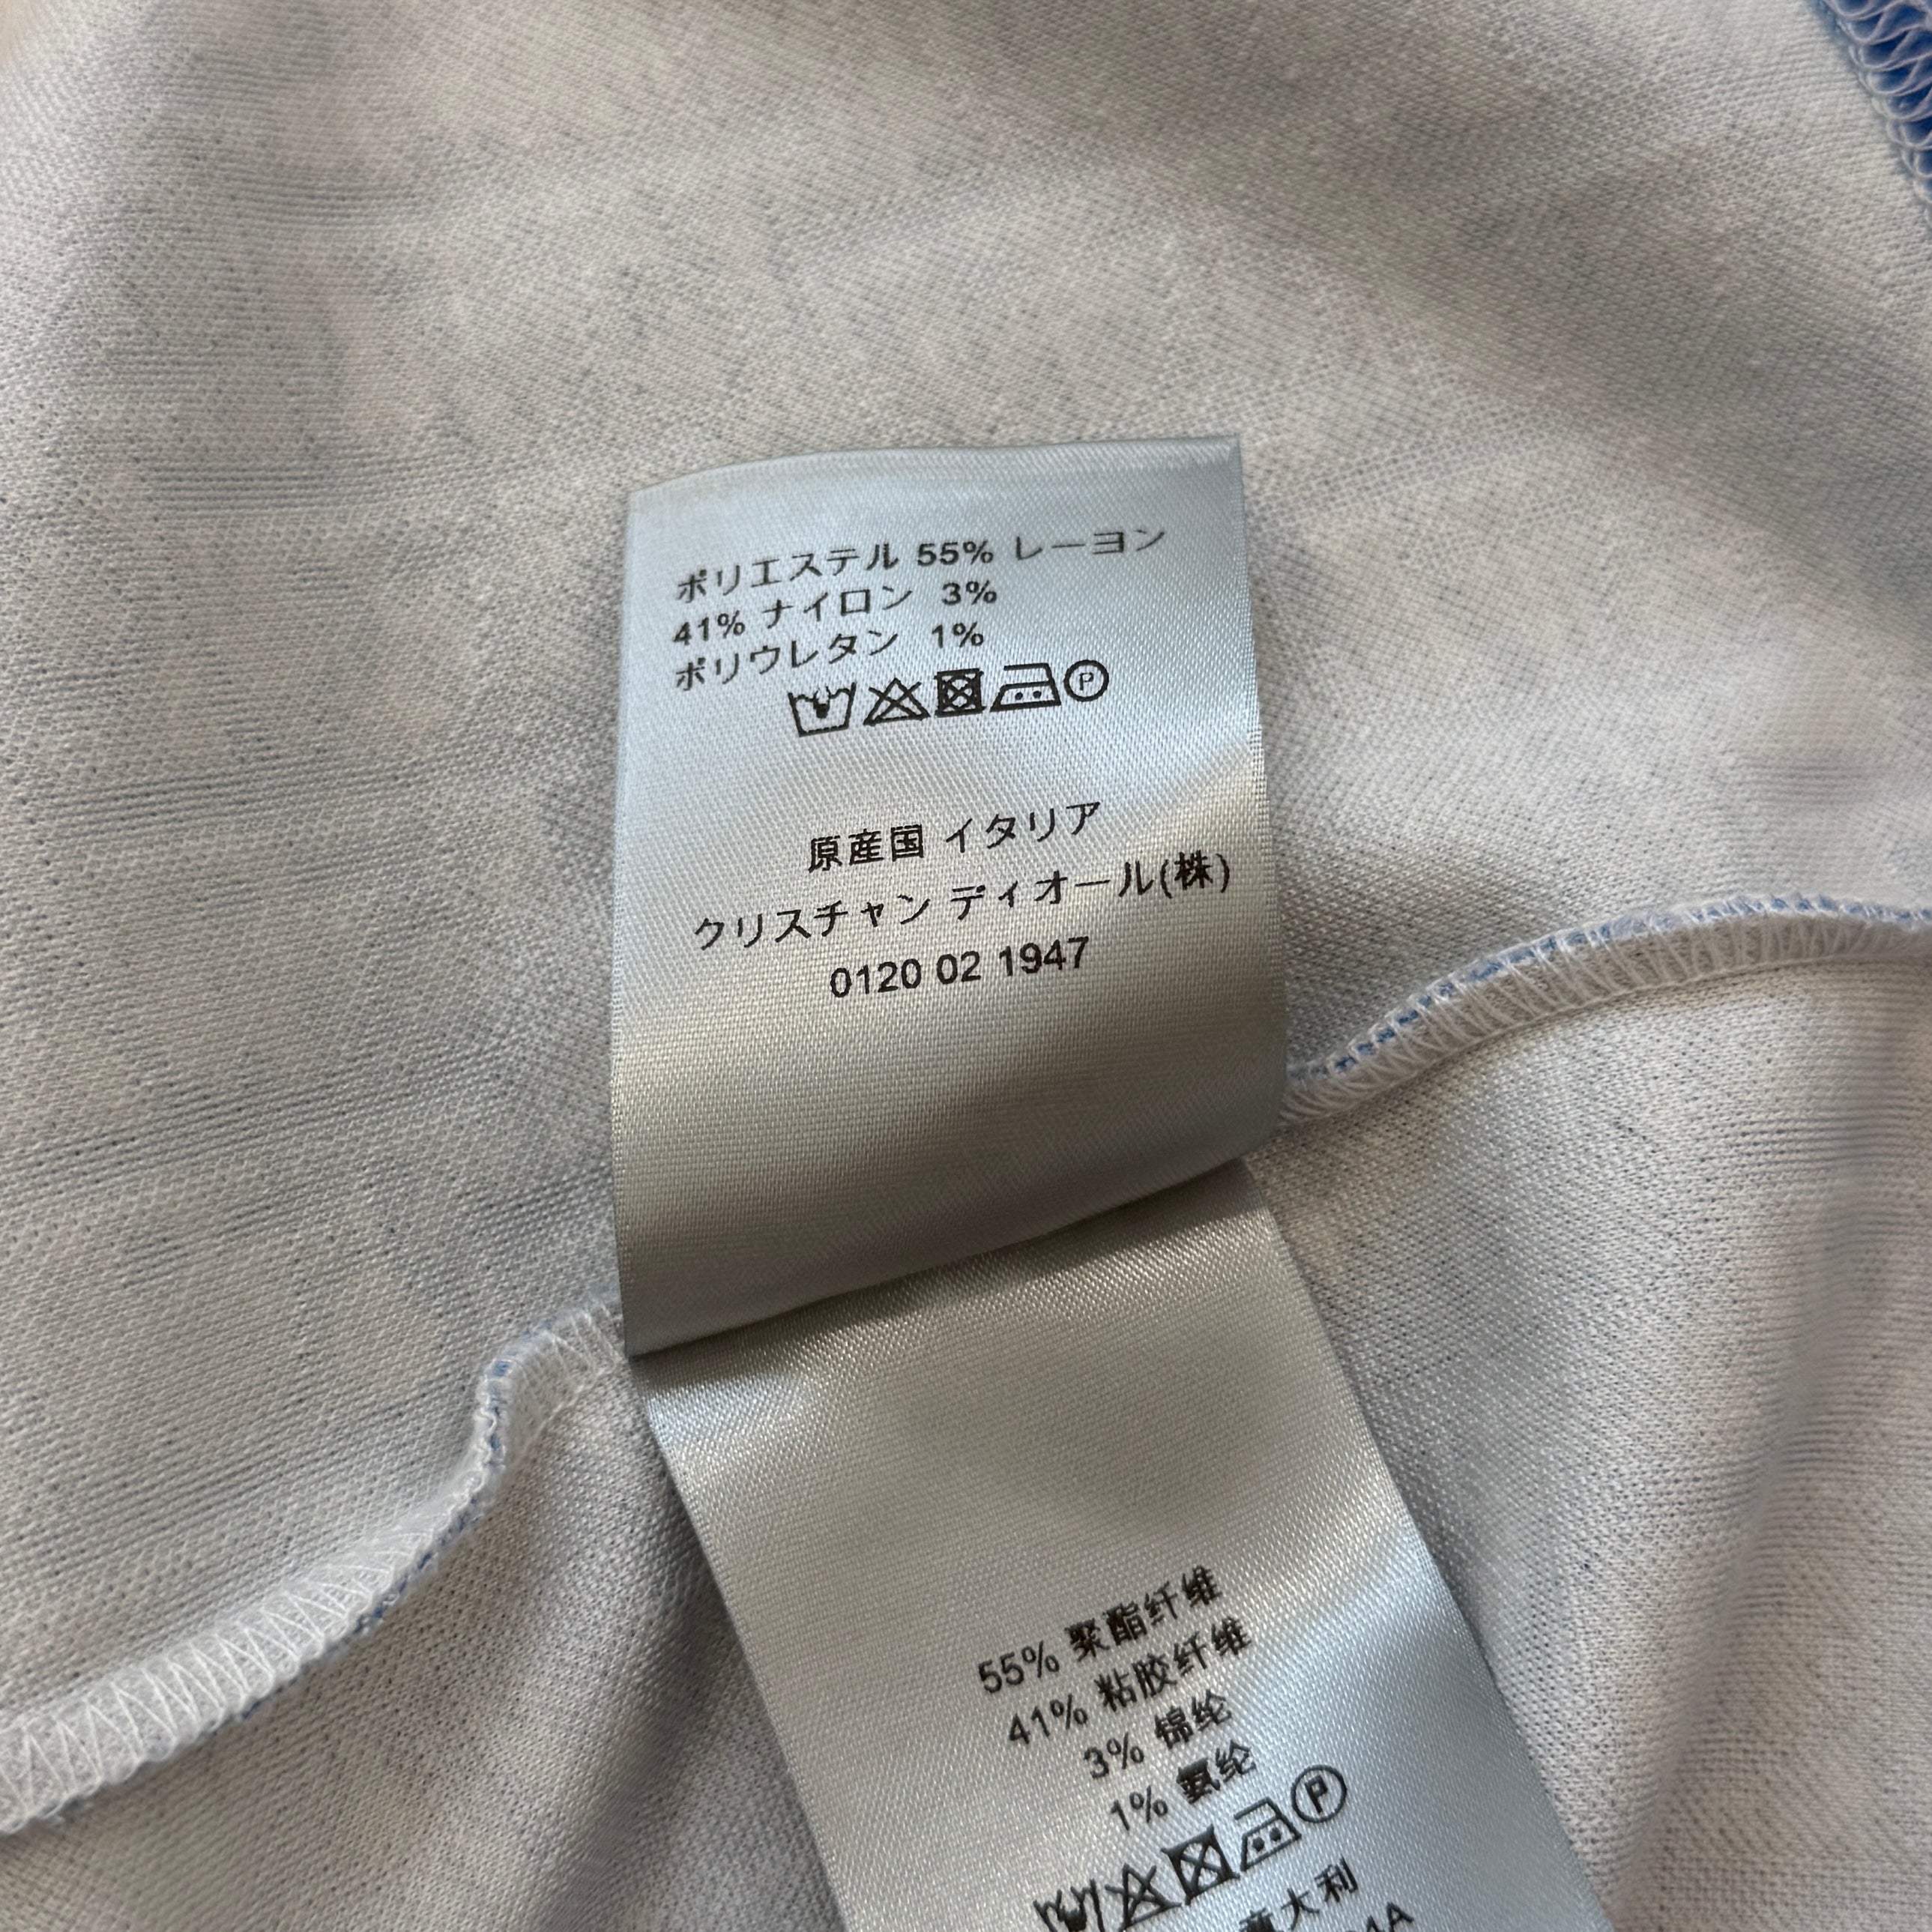 ポリエステル 55% レーヨン
41% ナイロン 3%
ポリウレタン 1%
P
原産国 イタリア
クリスチャン ディオール(株)
0120 02 1947
55% 聚酯纤维
41% 粘胶纤维
3% 锦纶
1% 氨纶
P
意大利